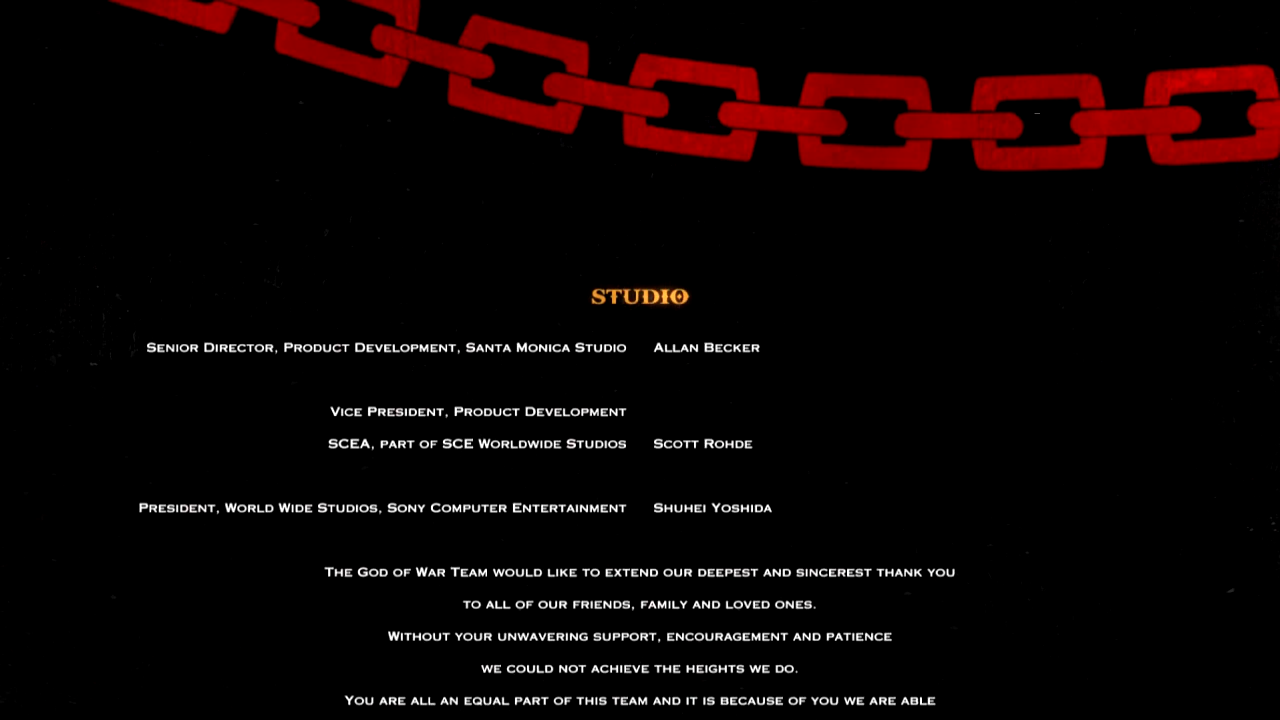 STUDIO
Senior Director, Product Development, Santa Monica Studio Allan Becker
Vice President, Product Development
SCEA, part of SCE Worldwide Studios Scott Rohde
President, World Wide Studios, Sony Computer Entertainment Shuhei Yoshida
The God of War Team would like to extend our deepest and sincerest thank you
to all of our friends, family and loved ones.
Without your unwavering support, encouragement and patience
we could not achieve the heights we do.
You are all an equal part of this team and it is because of you we are able